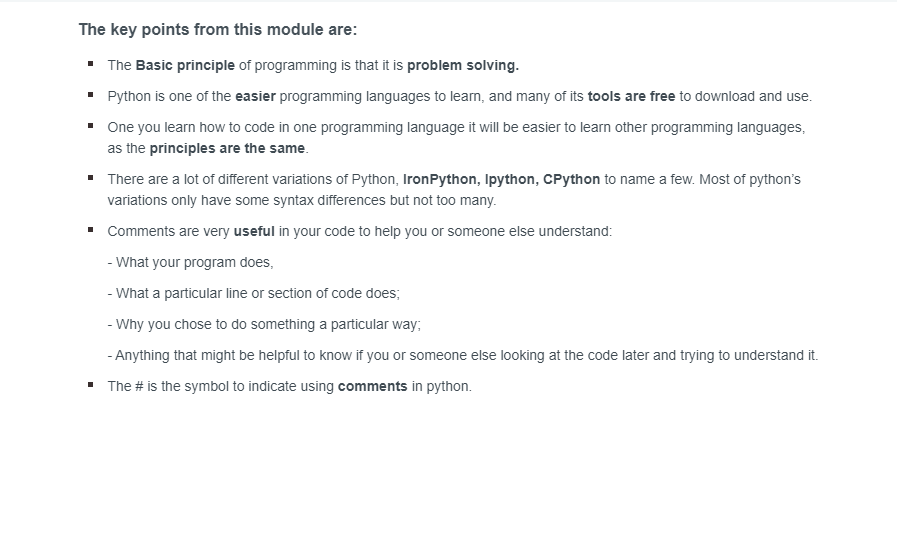 The key points from this module are:
▪ The Basic principle of programming is that it is problem solving.
▪ Python is one of the easier programming languages to learn, and many of its tools are free to download and use.
▪ One you learn how to code in one programming language it will be easier to learn other programming languages,
as the principles are the same.
▪ There are a lot of different variations of Python, IronPython, Ipython, CPython to name a few. Most of python's
variations only have some syntax differences but not too many.
▪ Comments are very useful in your code to help you or someone else understand:
- What your program does,
- What a particular line or section of code does;
- Why you chose to do something a particular way;
- Anything that might be helpful to know if you or someone else looking at the code later and trying to understand it.
▪ The # is the symbol to indicate using comments in python.